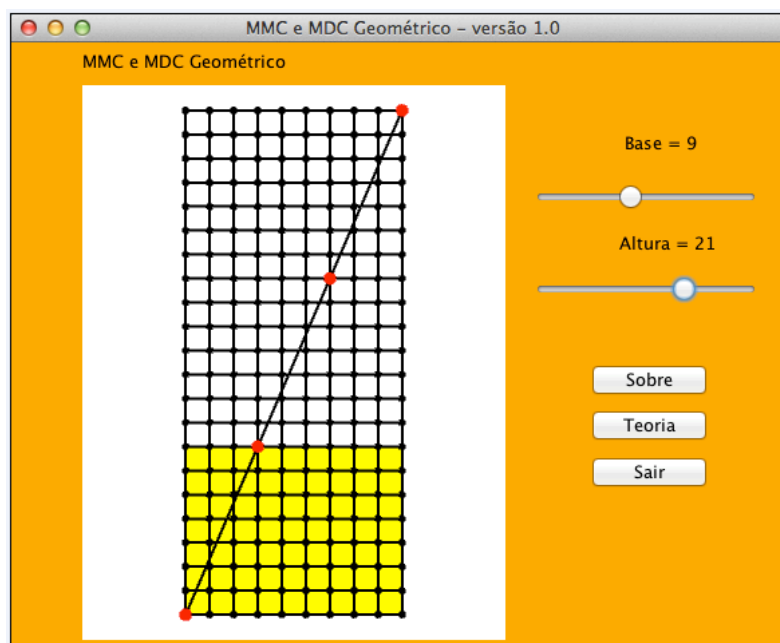 MMC e MDC Geométrico – versão 1.0
MMC e MDC Geométrico
Base = 9
Altura = 21
Sobre
Teoria
Sair